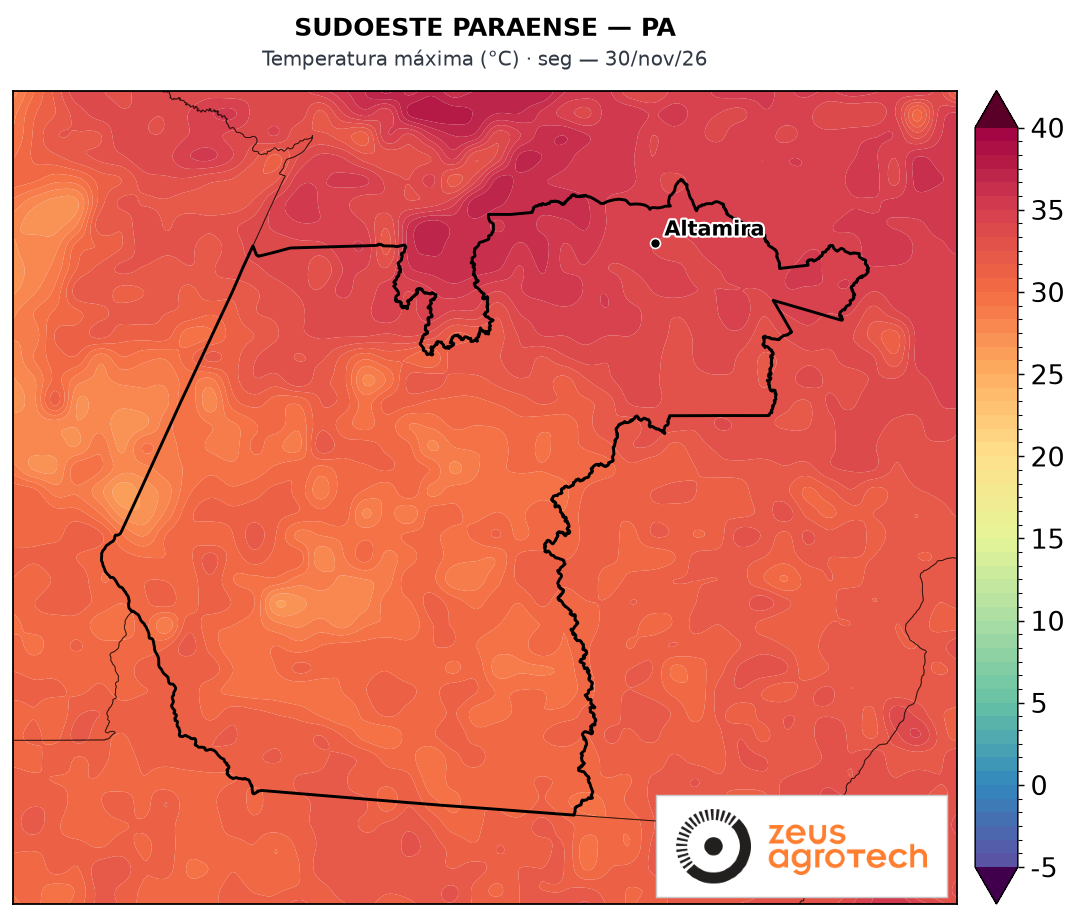 SUDOESTE PARAENSE — PA
Temperatura máxima (°C) · seg — 30/nov/26
Altamira
40
35
30
25
20
15
10
5
0
-5
zeus
agrotech